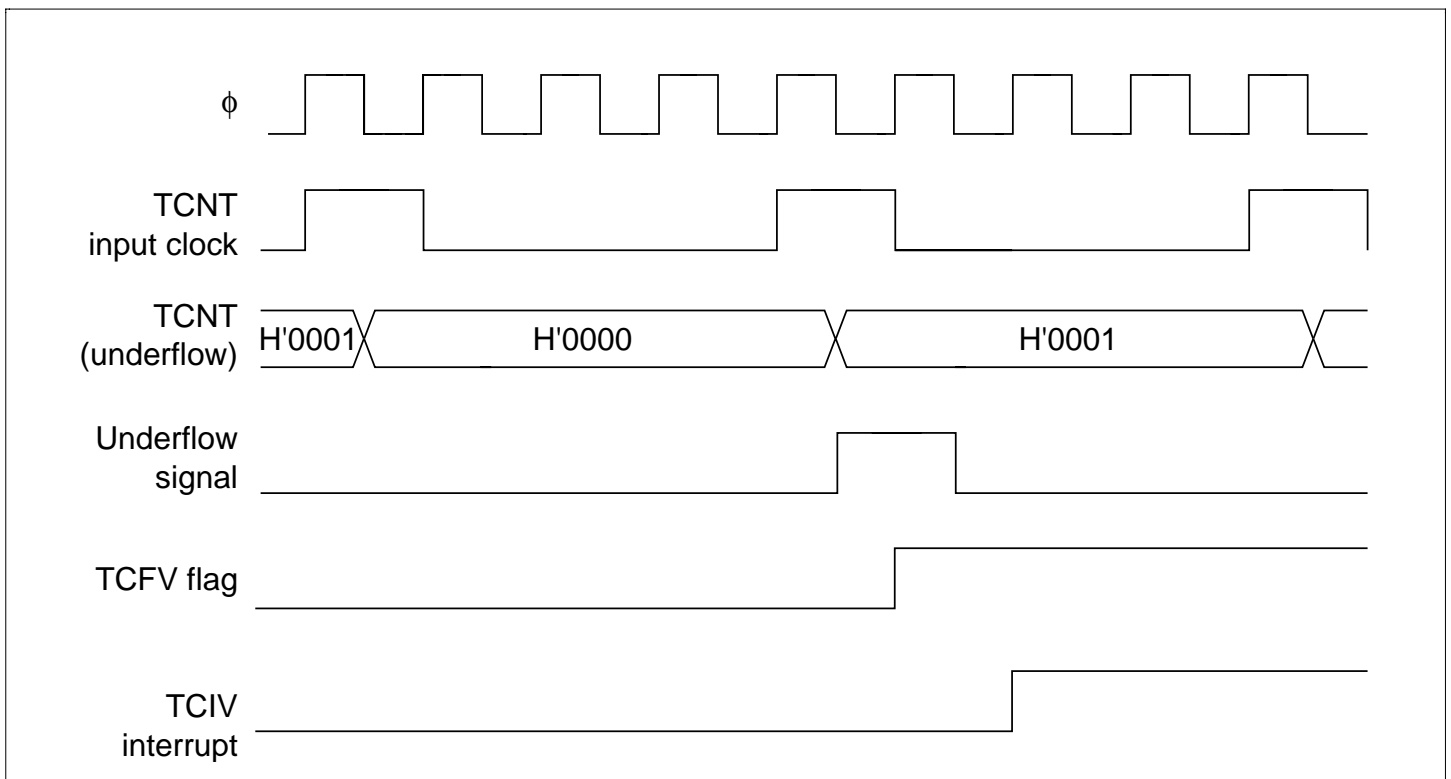 ϕ
TCNT
input clock
TCNT
(underflow)
H'0001
H'0000
H'0001
Underflow
signal
TCFV flag
TCIV
interrupt